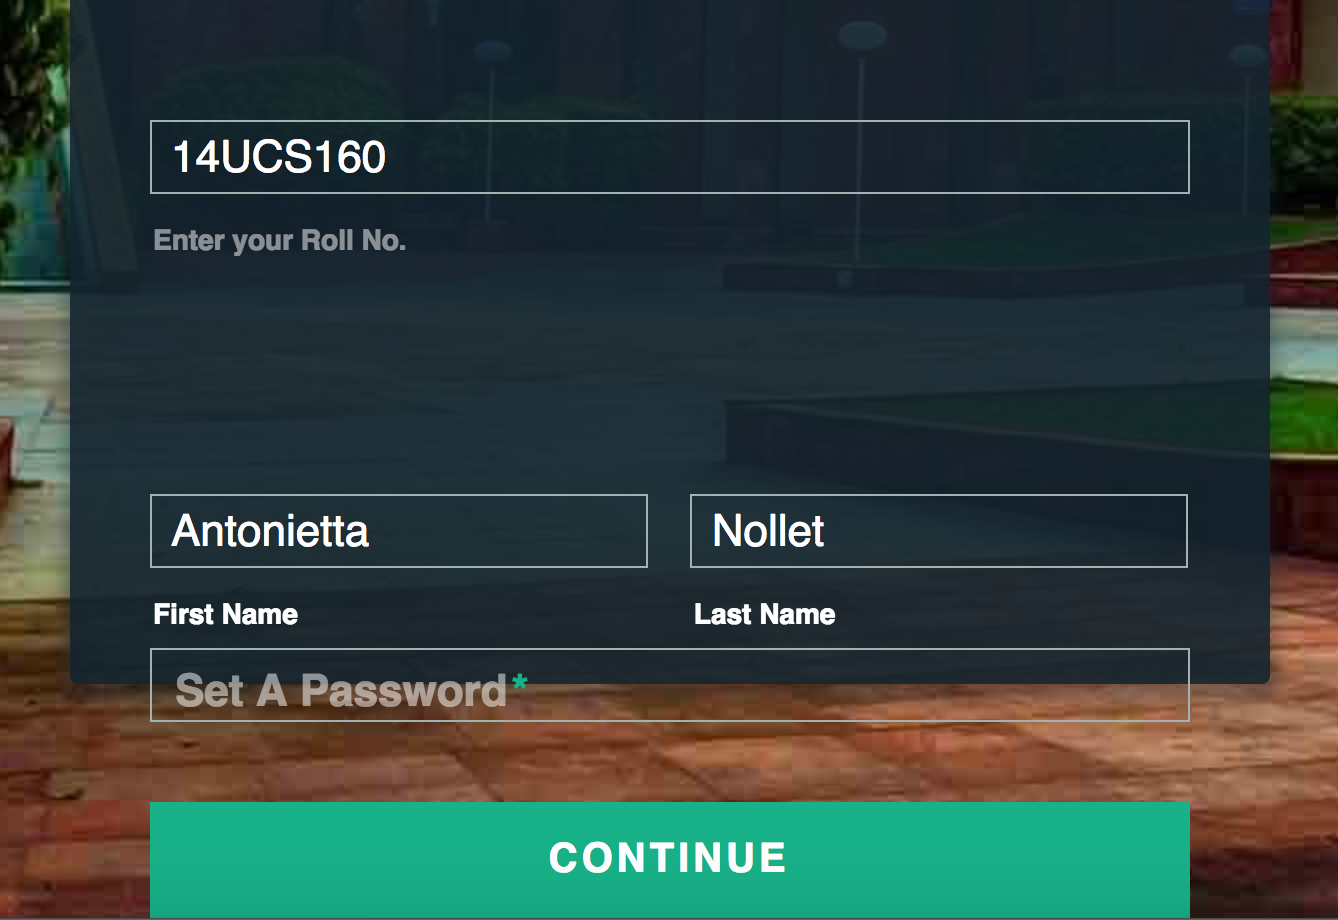 14UCS160
Enter your Roll No.
Antonietta
Nollet
First Name
Last Name
Set A Password*
CONTINUE